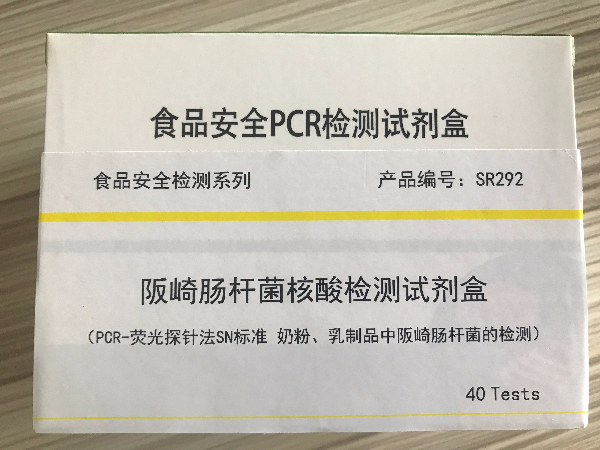 食品安全PCR检测试剂盒
食品安全检测系列 产品编号：SR292
阪崎肠杆菌核酸检测试剂盒
（PCR-荧光探针法SN标准 奶粉、乳制品中阪崎肠杆菌的检测）
40 Tests